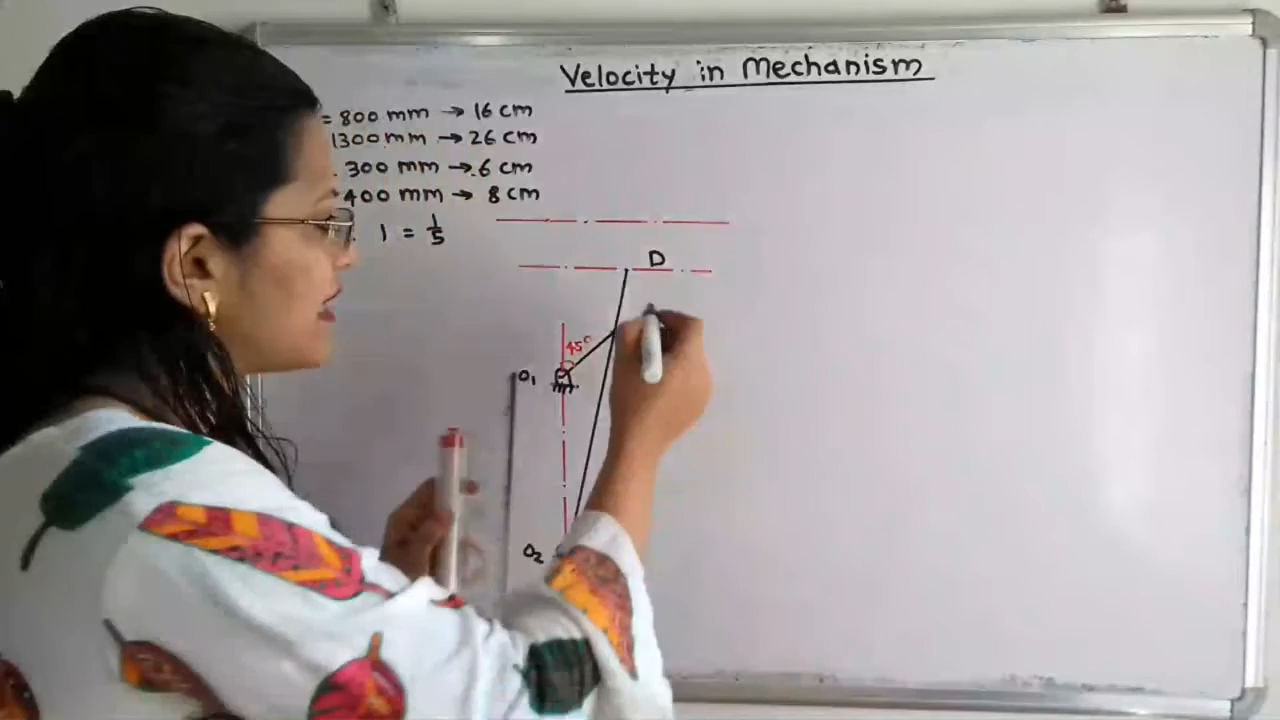 Velocity in Mechanism
= 800 mm → 16 cm
1300 mm → 26 cm
300 mm → 6 cm
400 mm → 8 cm
1 = 1/5
D
45°
O1
O2